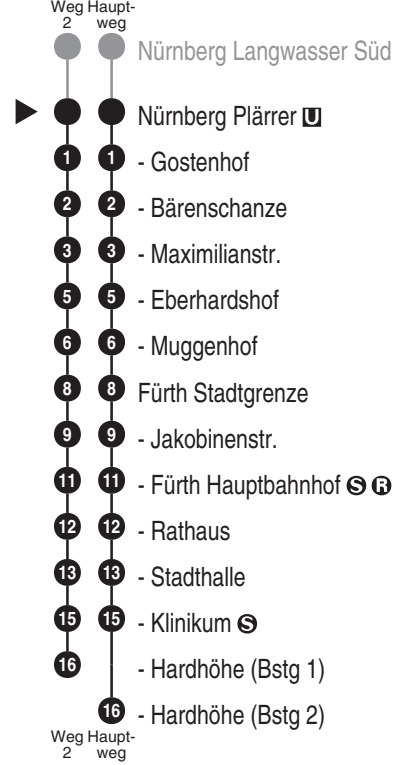 Weg Haupt-
2 weg
Nürnberg Langwasser Süd
Nürnberg Plärrer U
1 1 - Gostenhof
2 2 - Bärenschanze
3 3 - Maximilianstr.
5 5 - Eberhardshof
6 6 - Muggenhof
8 8 Fürth Stadtgrenze
9 9 - Jakobinenstr.
11 11 - Fürth Hauptbahnhof S R
12 12 - Rathaus
13 13 - Stadthalle
15 15 - Klinikum S
16 - Hardhöhe (Bstg 1)
16 - Hardhöhe (Bstg 2)
Weg Haupt-
2 weg